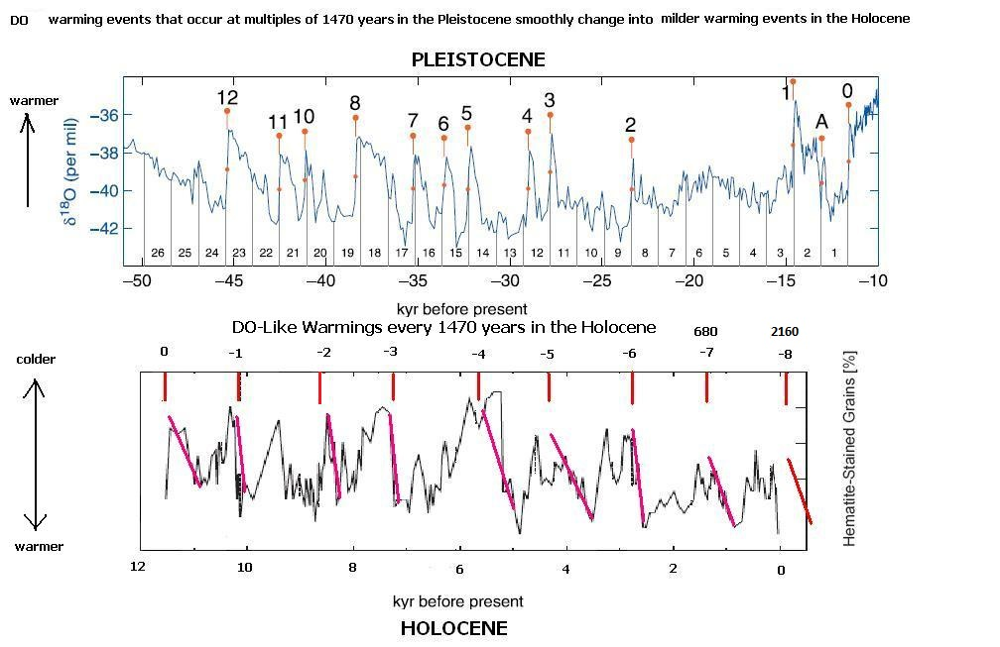 DO warming events that occur at multiples of 1470 years in the Pleistocene smoothly change into milder warming events in the Holocene
PLEISTOCENE
warmer
δ18O (per mil)
−36
−38
−40
−42
12 11 10 8 7 6 5 4 3 2 1 A 0
26 25 24 23 22 21 20 19 18 17 16 15 14 13 12 11 10 9 8 7 6 5 4 3 2 1
−50 −45 −40 −35 −30 −25 −20 −15 −10
kyr before present
DO-Like Warmings every 1470 years in the Holocene
680 2160
0 -1 -2 -3 -4 -5 -6 -7 -8
colder
warmer
Hematite-Stained Grains [%]
12 10 8 6 4 2 0
kyr before present
HOLOCENE